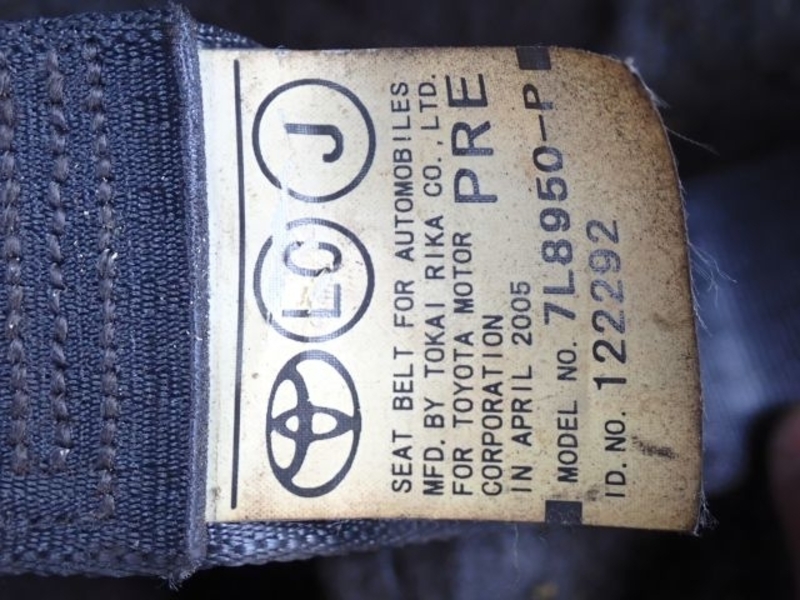 LC J
SEAT BELT FOR AUTOMOBILES
MFD. BY TOKAI RIKA CO., LTD.
FOR TOYOTA MOTOR PRE
CORPORATION
IN APRIL 2005
MODEL NO. 7L8950-P
ID. NO. 122292